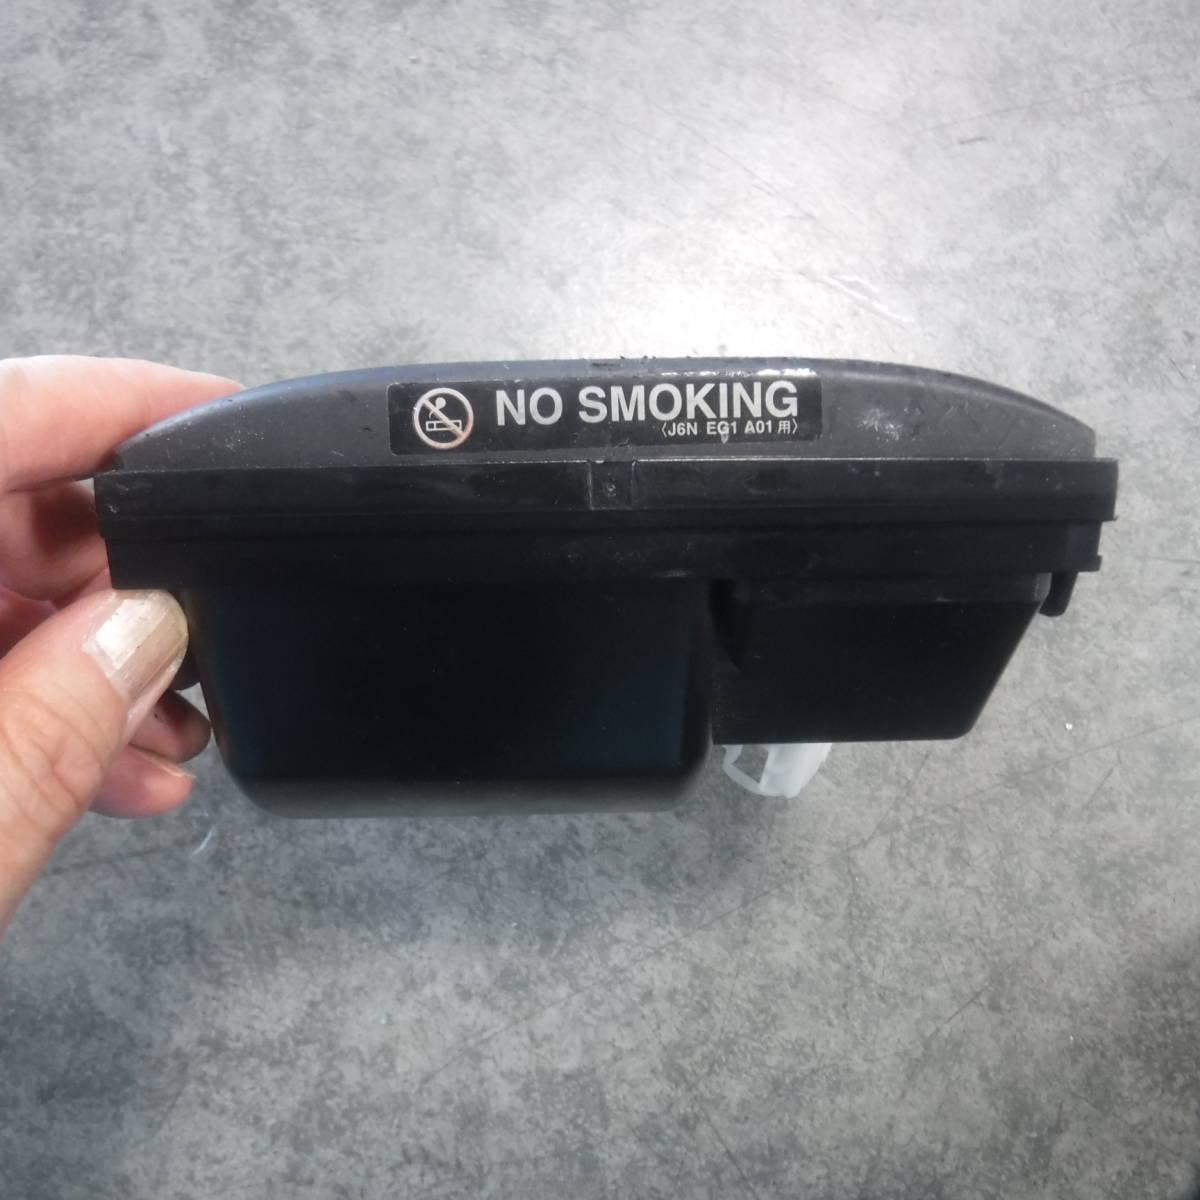 NO SMOKING
〈J6N EG1 A01 用〉